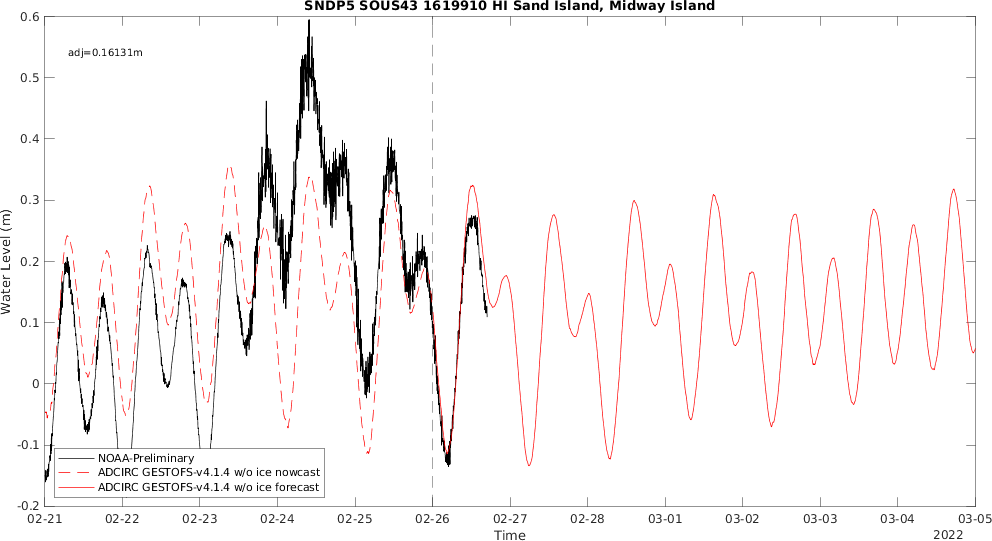 SNDP5 SOUS43 1619910 HI Sand Island, Midway Island
adj=0.16131m
0.6
0.5
0.4
0.3
0.2
0.1
0
-0.1
-0.2
Water Level (m)
NOAA-Preliminary
ADCIRC GESTOFS-v4.1.4 w/o ice nowcast
ADCIRC GESTOFS-v4.1.4 w/o ice forecast
02-21 02-22 02-23 02-24 02-25 02-26 02-27 02-28 03-01 03-02 03-03 03-04 03-05
Time
2022